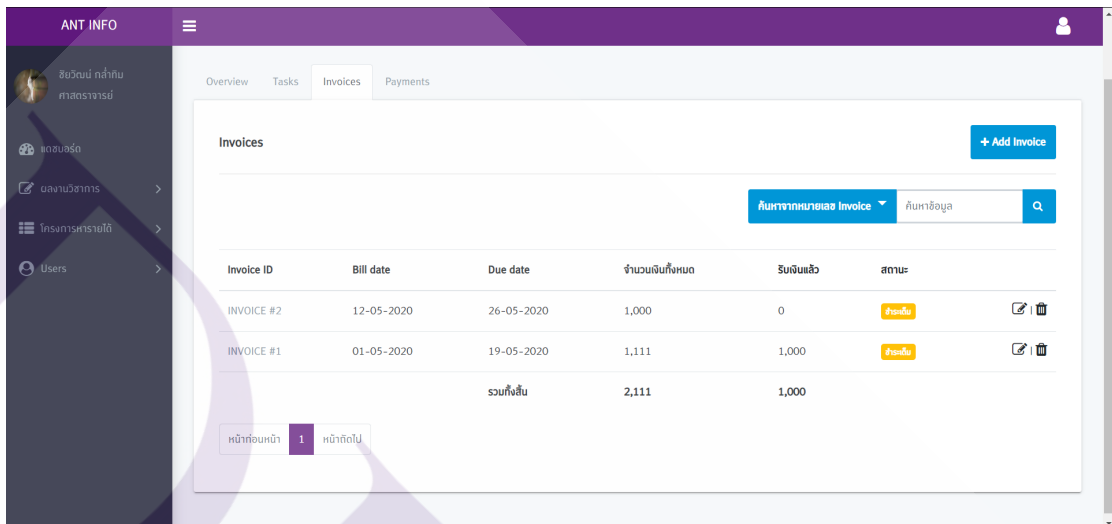 ANT INFO
ชัยวัฒน์ กล่ำทิม
ศาสตราจารย์
แดชบอร์ด
ผลงานวิชาการ
โครงการหารายได้
Users
Overview Tasks Invoices Payments
Invoices
+ Add Invoice
ค้นหาจากหมายเลข Invoice ค้นหาข้อมูล
Invoice ID Bill date Due date จำนวนเงินทั้งหมด รับเงินแล้ว สถานะ
INVOICE #2 12-05-2020 26-05-2020 1,000 0
INVOICE #1 01-05-2020 19-05-2020 1,111 1,000
รวมทั้งสิ้น 2,111 1,000
หน้าก่อนหน้า 1 หน้าถัดไป